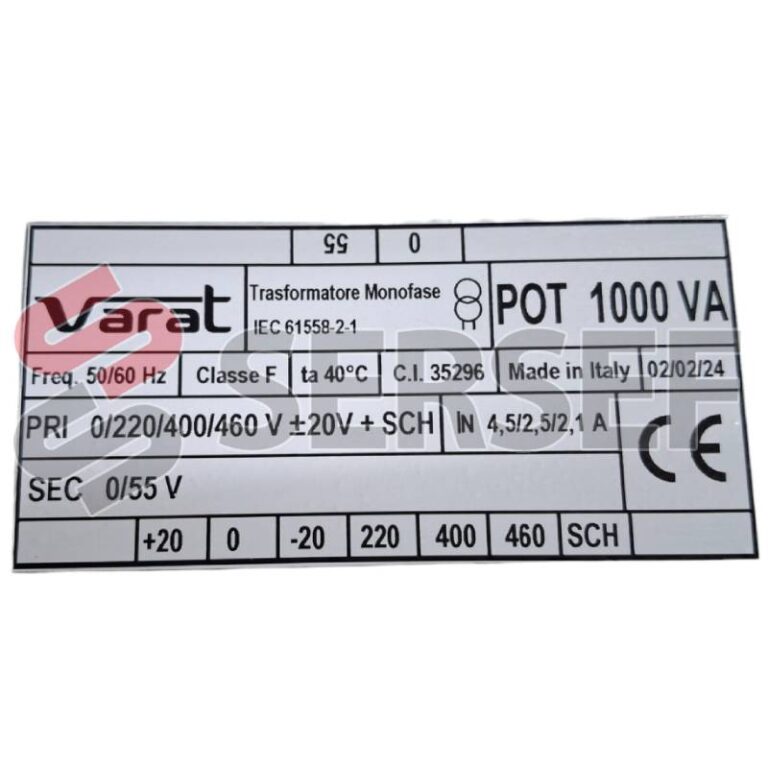 55 0
Varat
Trasformatore Monofase
IEC 61558-2-1
POT 1000 VA
Freq. 50/60 Hz Classe F ta 40°C C.I. 35296 Made in Italy 02/02/24
PRI 0/220/400/460 V ±20V + SCH IN 4,5/2,5/2,1 A
CE
SEC 0/55 V
+20 0 -20 220 400 460 SCH
SERSEF